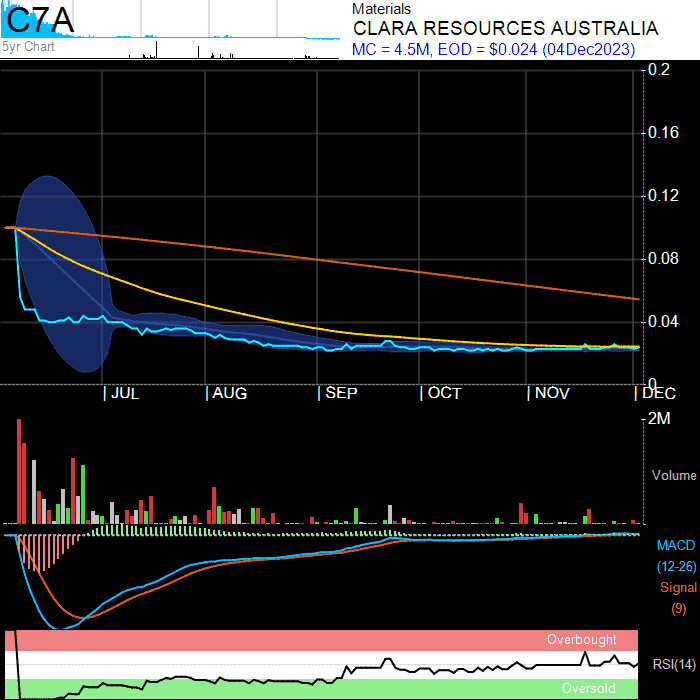 C7A
5yr Chart
Materials
CLARA RESOURCES AUSTRALIA
MC = 4.5M, EOD = $0.024 (04Dec2023)
0.2
0.16
0.12
0.08
0.04
0
JUL AUG SEP OCT NOV DEC
2M
Volume
MACD
(12-26)
Signal
(9)
Overbought
RSI(14)
Oversold